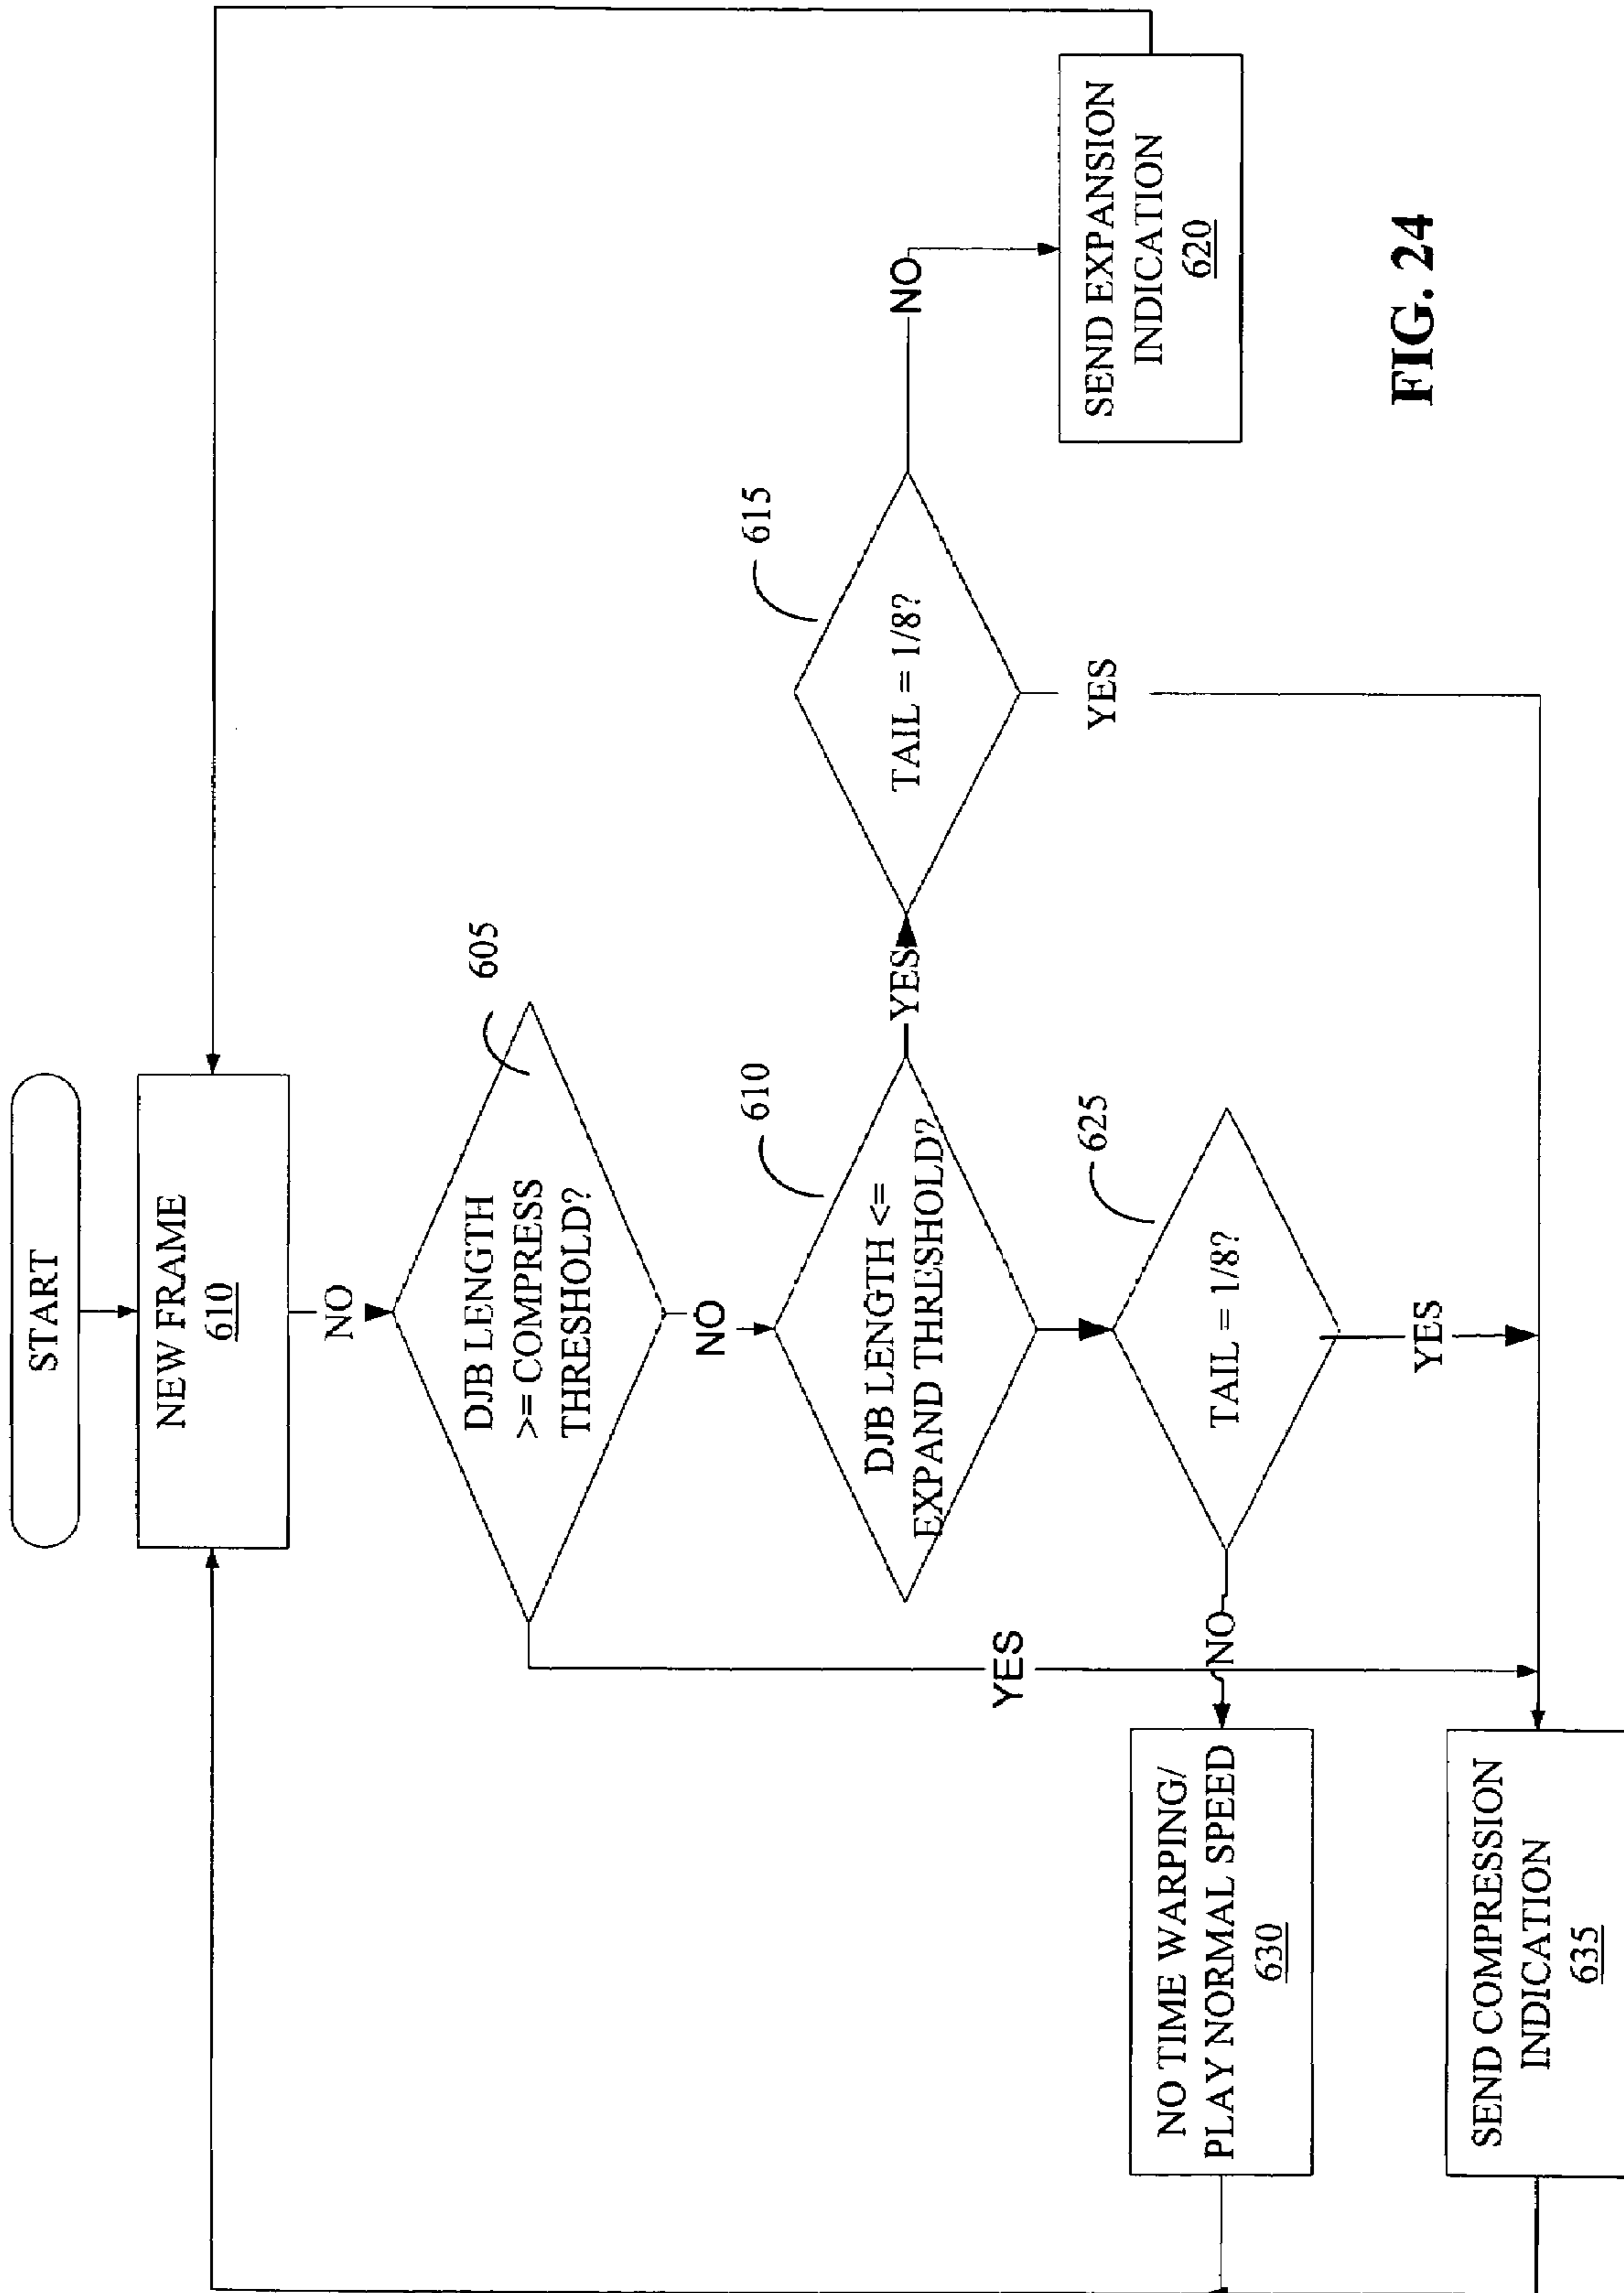 START
NEW FRAME
610
NO
605
DJB LENGTH
>= COMPRESS
THRESHOLD?
NO
610
DJB LENGTH <=
EXPAND THRESHOLD?
YES
615
TAIL = 1/8?
NO
YES
SEND EXPANSION
INDICATION
620
625
TAIL = 1/8?
YES
NO
YES
NO TIME WARPING/
PLAY NORMAL SPEED
630
SEND COMPRESSION
INDICATION
635
FIG. 24